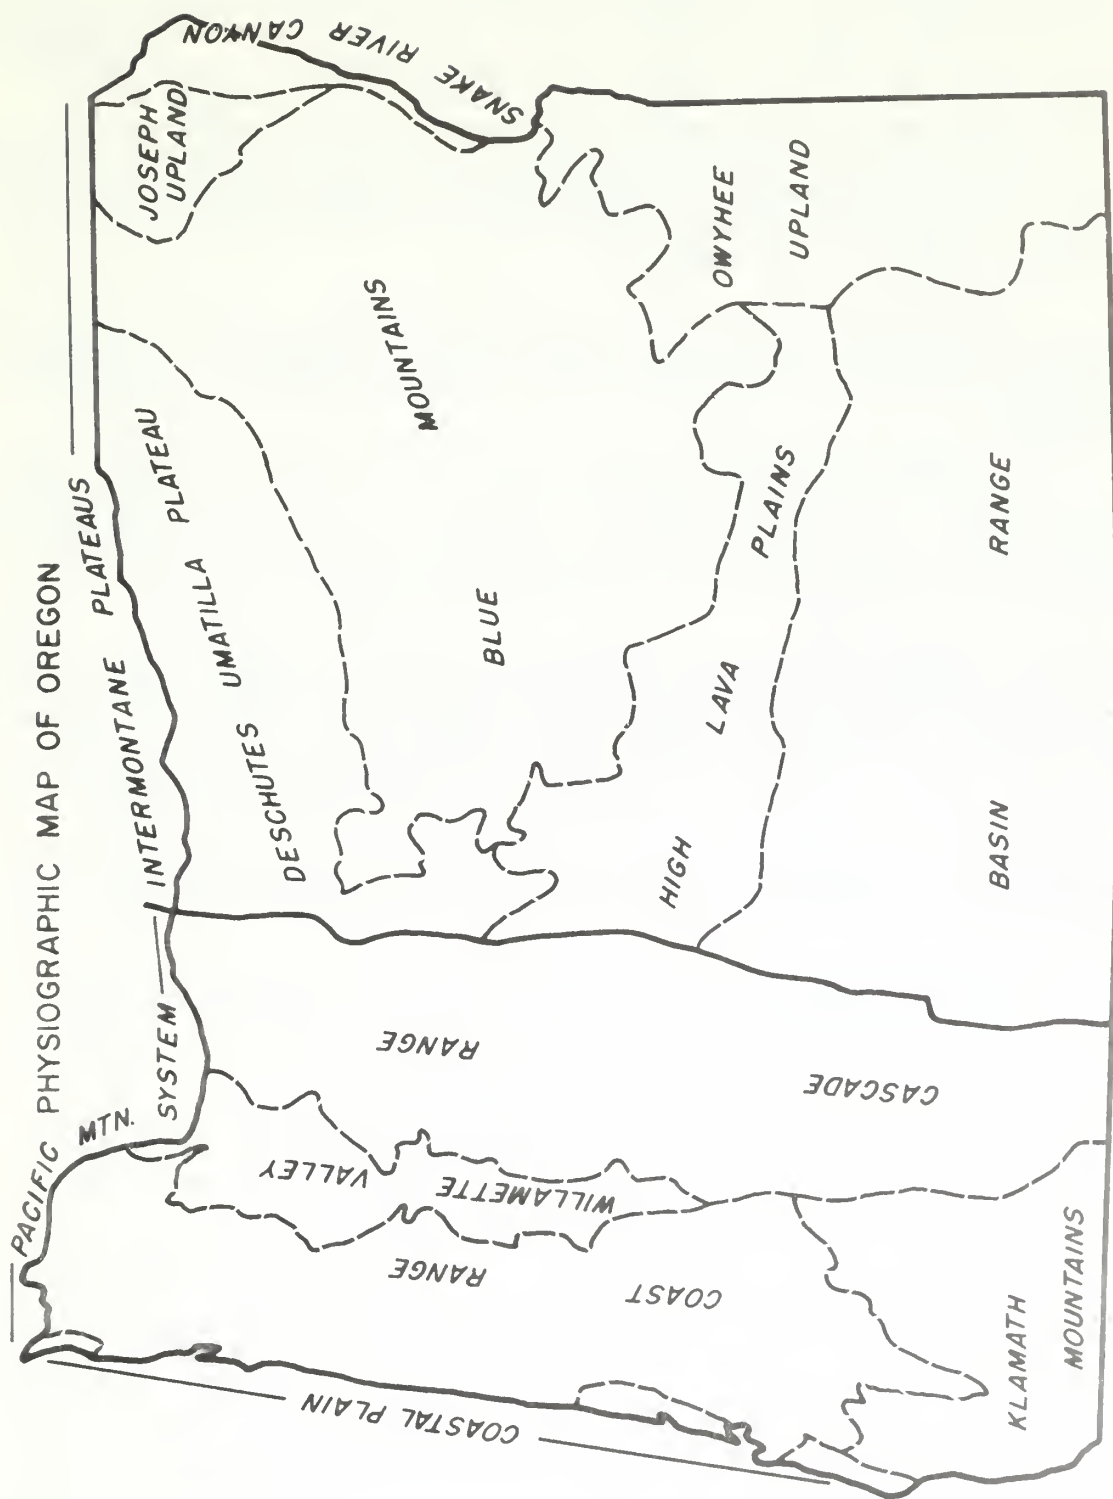 PHYSIOGRAPHIC MAP OF OREGON
PACIFIC MTN. SYSTEM
INTERMONTANE PLATEAUS
COASTAL PLAIN
COAST RANGE
WILLAMETTE VALLEY
CASCADE RANGE
KLAMATH
MOUNTAINS
DESCHUTES UMATILLA PLATEAU
BLUE MOUNTAINS
JOSEPH
UPLAND
SNAKE RIVER CANYON
HIGH LAVA PLAINS
OWYHEE
UPLAND
BASIN RANGE